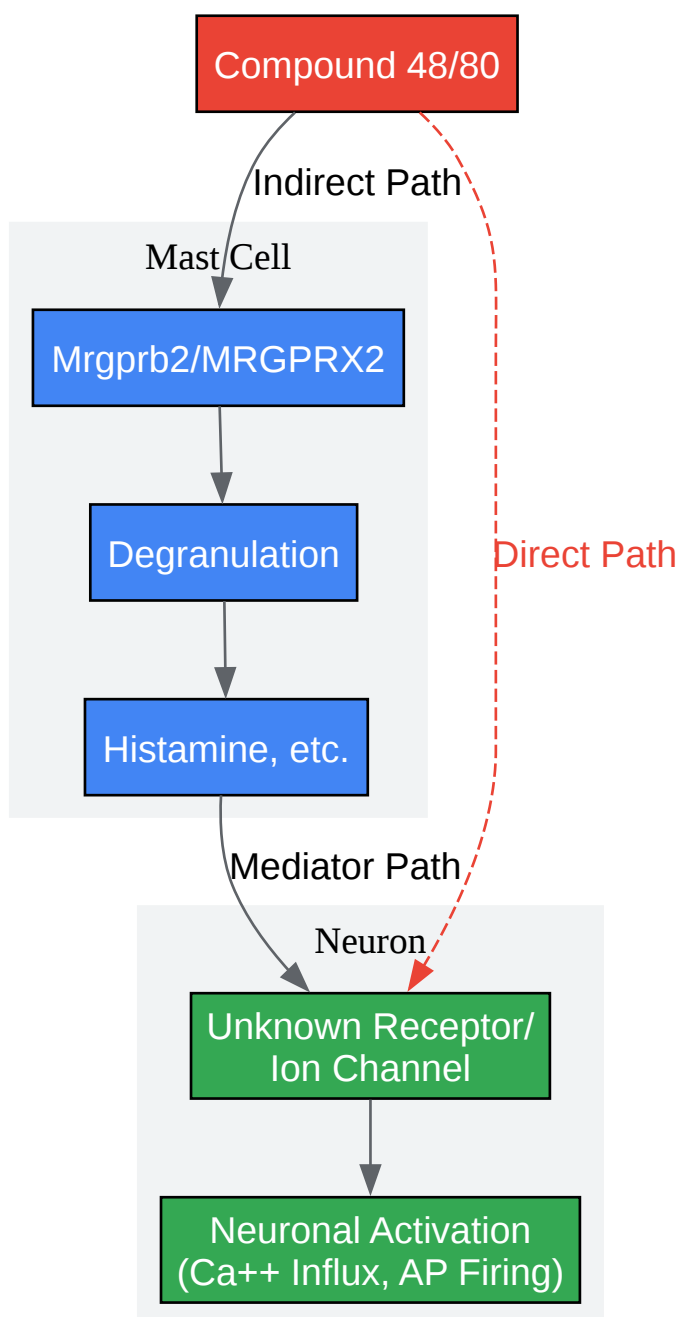 Compound 48/80
Indirect Path
Mast Cell
Mrgprb2/MRGPRX2
Degranulation
Direct Path
Histamine, etc.
Mediator Path
Neuron
Unknown Receptor/
Ion Channel
Neuronal Activation
(Ca++ Influx, AP Firing)